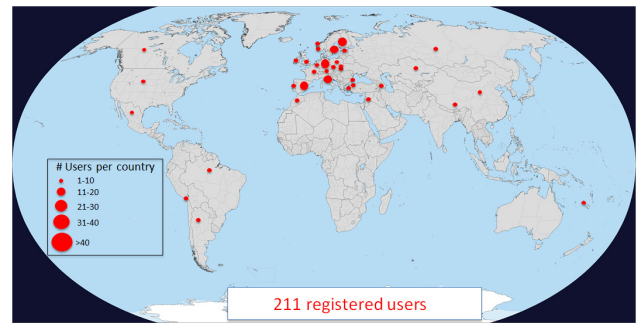 # Users per country
1-10
11-20
21-30
31-40
>40
211 registered users